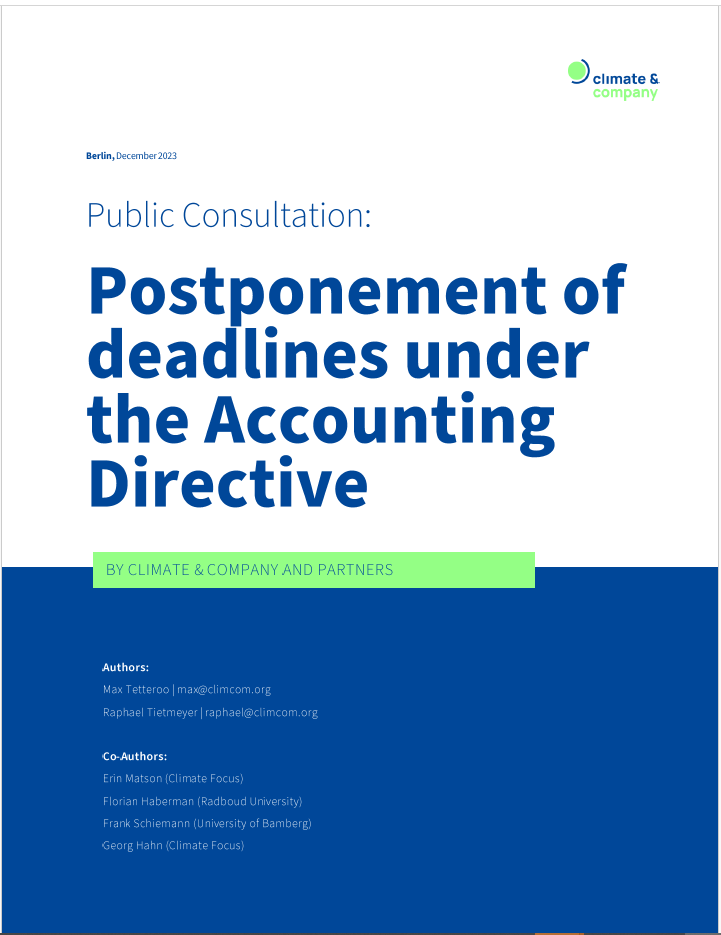 climate &
company
Berlin, December 2023
Public Consultation:
Postponement of
deadlines under
the Accounting
Directive
BY CLIMATE & COMPANY AND PARTNERS
Authors:
Max Tetteroo | max@climcom.org
Raphael Tietmeyer | raphael@climcom.org
Co-Authors:
Erin Matson (Climate Focus)
Florian Haberman (Radboud University)
Frank Schiemann (University of Bamberg)
Georg Hahn (Climate Focus)